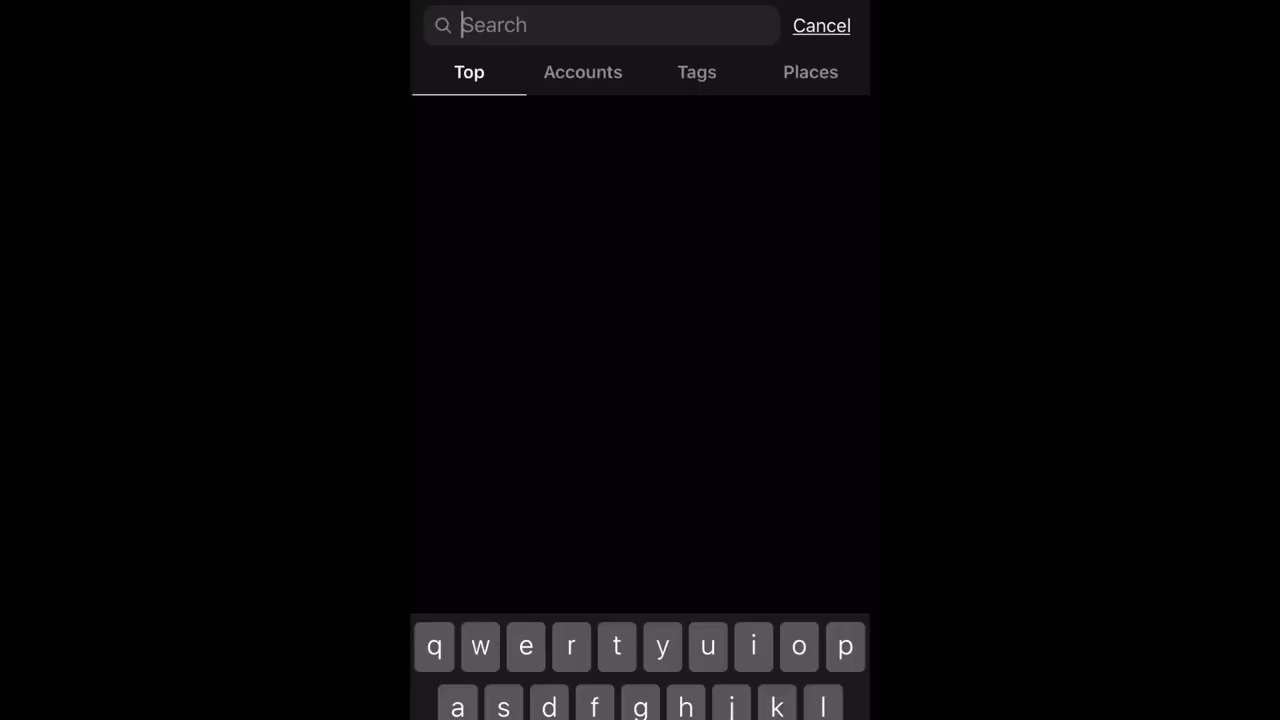 Search Cancel
Top Accounts Tags Places
q w e r t y u i o p
a s d f g h j k l